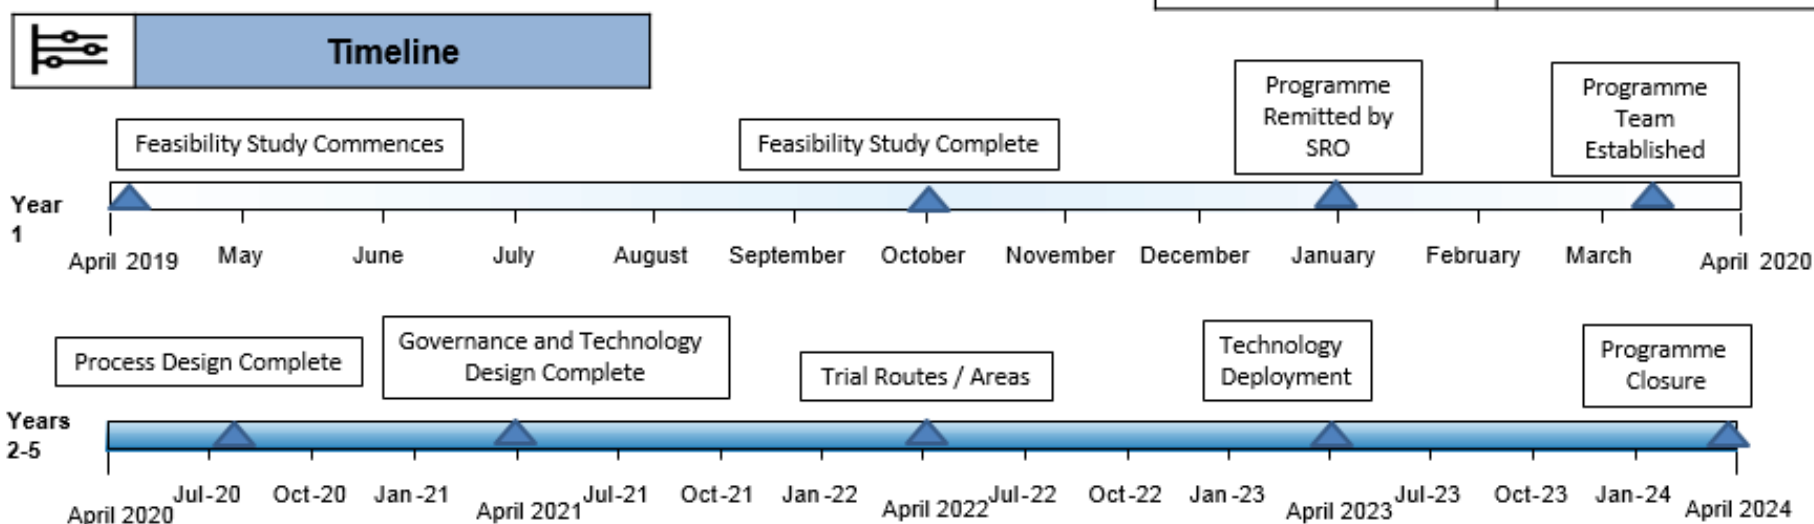 Timeline
Feasibility Study Commences
Feasibility Study Complete
Programme
Remitted by
SRO
Programme
Team
Established
Year
1
April 2019
May
June
July
August
September
October
November
December
January
February
March
April 2020
Process Design Complete
Governance and Technology
Design Complete
Trial Routes / Areas
Technology
Deployment
Programme
Closure
Years
2-5
April 2020
Jul-20
Oct-20
Jan-21
April 2021
Jul-21
Oct-21
Jan-22
April 2022
Jul-22
Oct-22
Jan-23
April 2023
Jul-23
Oct-23
Jan-24
April 2024